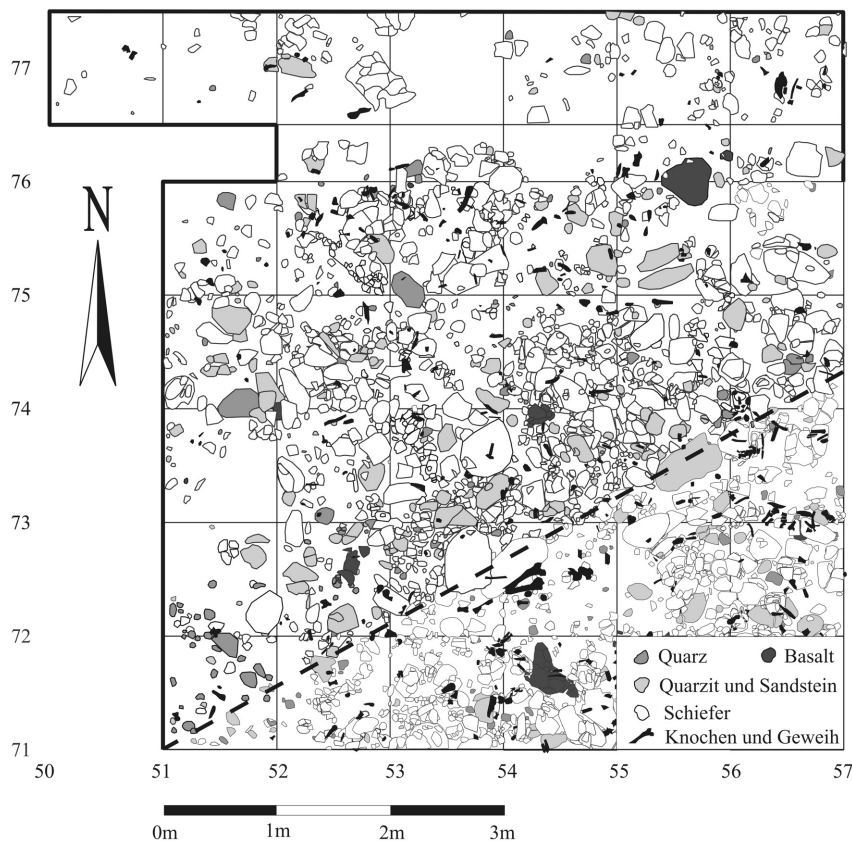 77
N
76
75
74
73
72
Quarz
Basalt
Quarzit und Sandstein
Schiefer
Knochen und Geweih
71
50
51
52
53
54
55
56
57
0m
1m
2m
3m